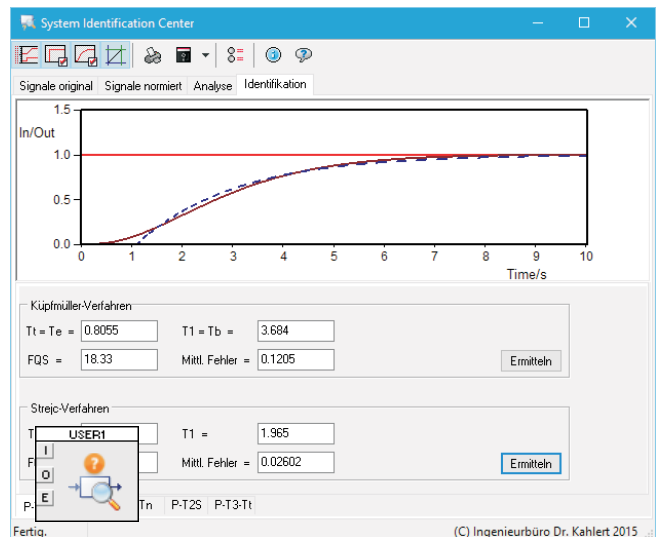 System Identification Center
Signale original Signale normiert Analyse Identifikation
1.5
In/Out
1.0
0.5
0.0
0 1 2 3 4 5 6 7 8 9 10
Time/s
Küpfmüller-Verfahren
Tt = Te = 0.8055 T1 = Tb = 3.684
FQS = 18.33 Mittl. Fehler = 0.1205 Ermitteln
Strejc-Verfahren
T T1 = 1.965
F Mittl. Fehler = 0.02602 Ermitteln
USER1
I
O
E
P- Tn P-T2S P-T3-Tt
Fertig. (C) Ingenieurbüro Dr. Kahlert 2015